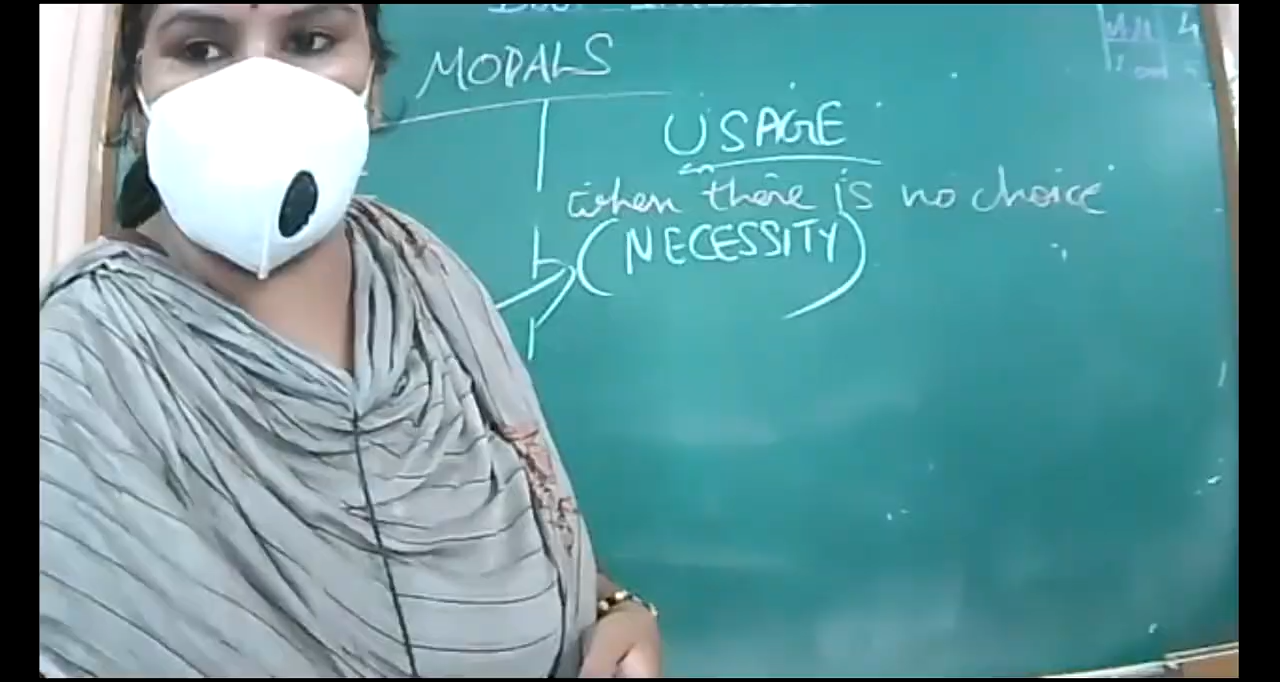 MODALS
USAGE
when there is no choice
(NECESSITY)